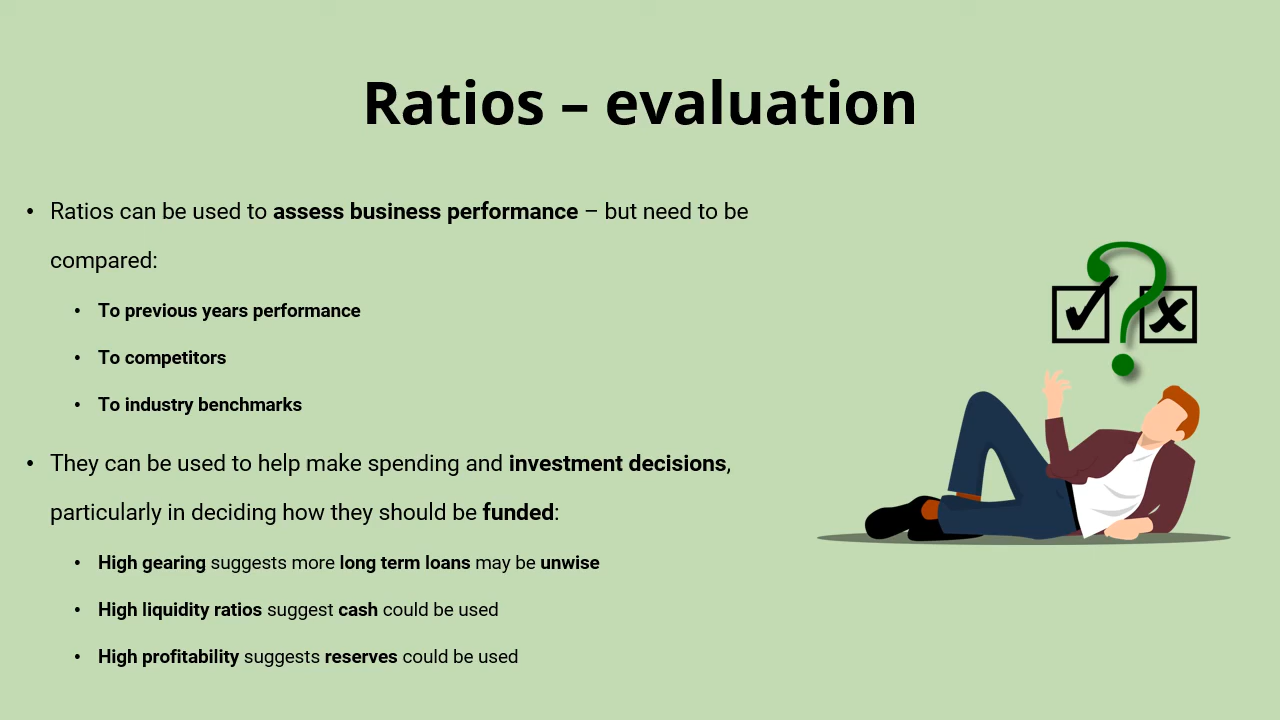 Ratios – evaluation
• Ratios can be used to assess business performance – but need to be
compared:
• To previous years performance
• To competitors
• To industry benchmarks
• They can be used to help make spending and investment decisions,
particularly in deciding how they should be funded:
• High gearing suggests more long term loans may be unwise
• High liquidity ratios suggest cash could be used
• High profitability suggests reserves could be used